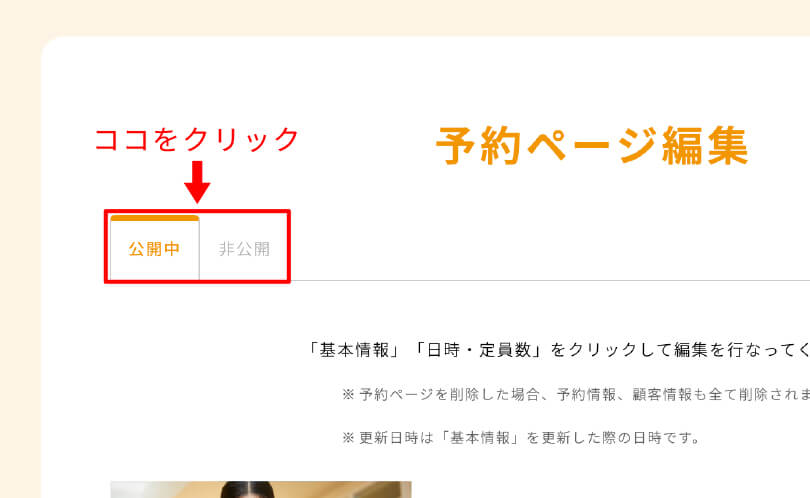 予約ページ編集
ココをクリック
公開中 非公開
「基本情報」「日時・定員数」をクリックして編集を行なってく
※ 予約ページを削除した場合、予約情報、顧客情報も全て削除されま
※ 更新日時は「基本情報」を更新した際の日時です。